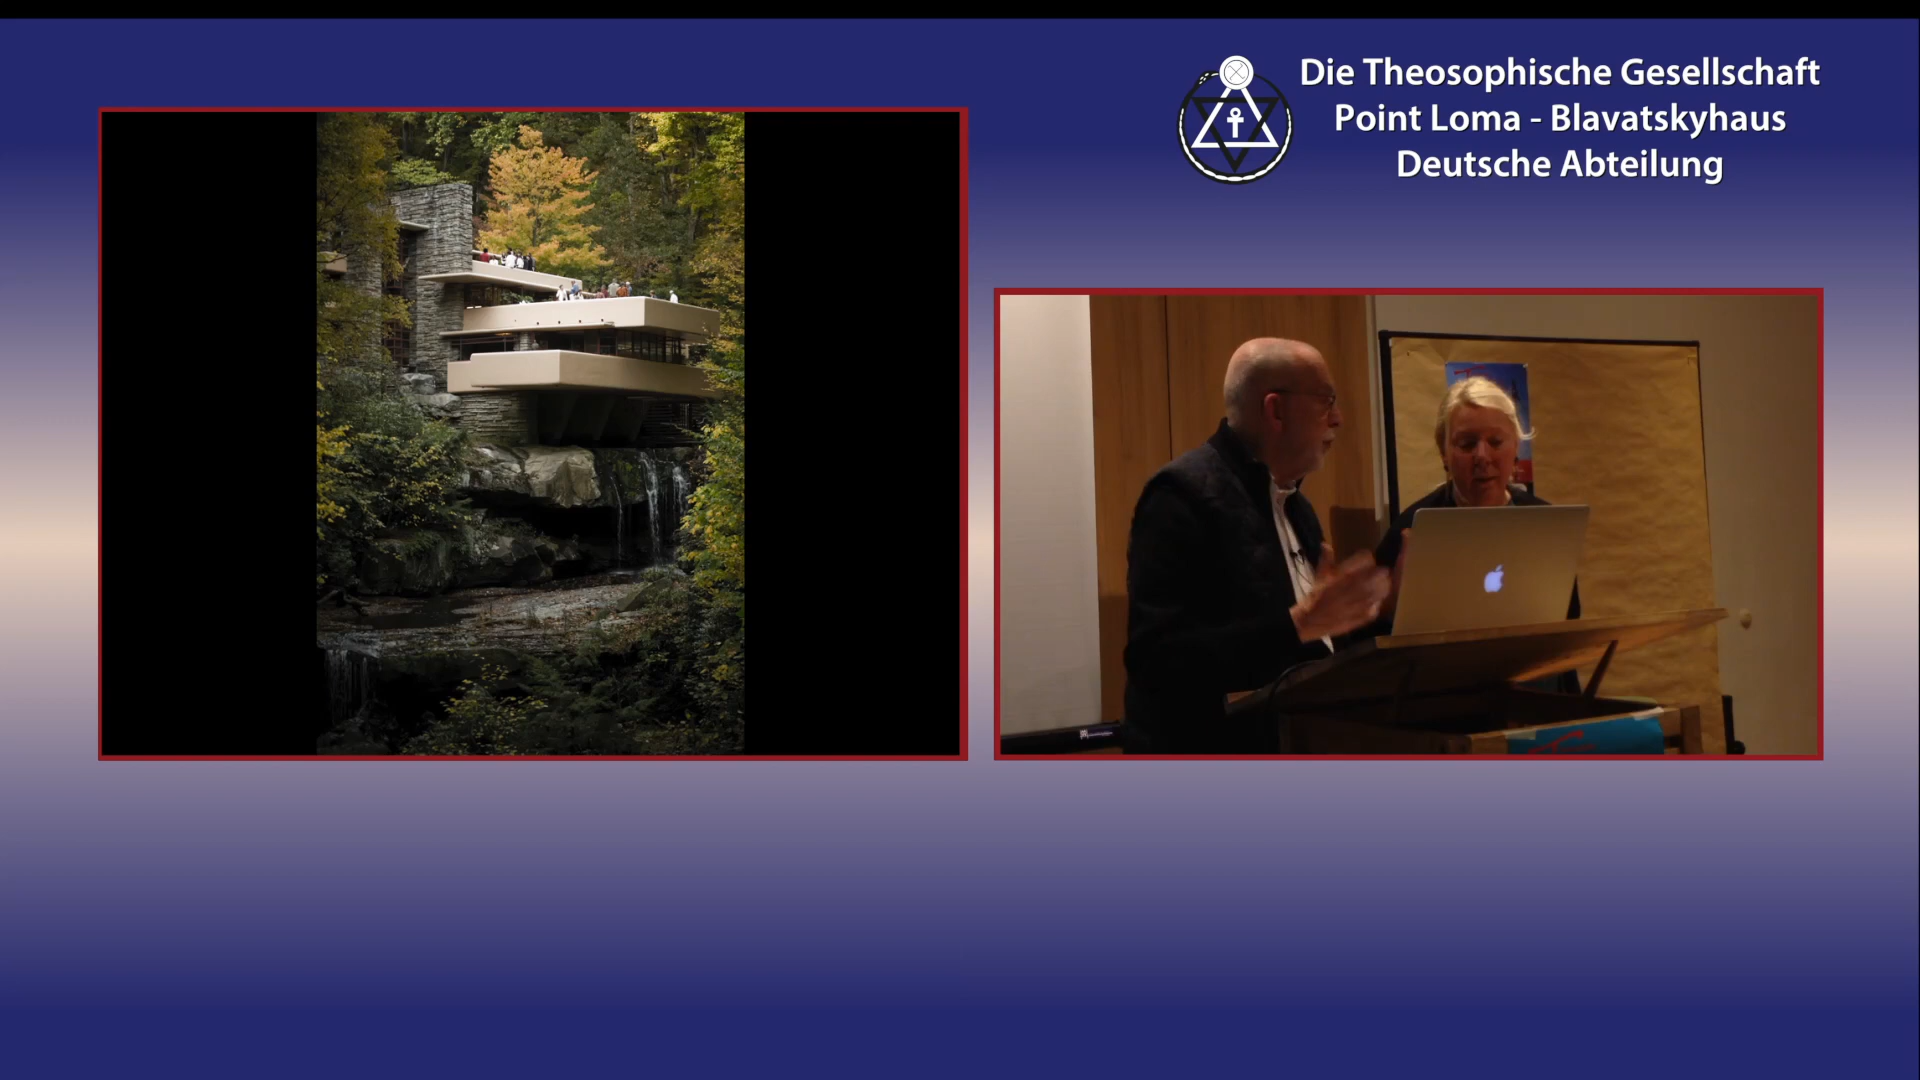 Die Theosophische Gesellschaft
Point Loma - Blavatskyhaus
Deutsche Abteilung